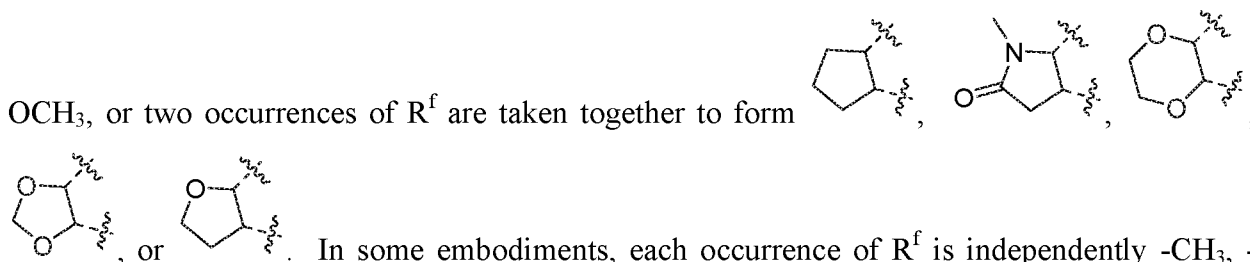 OCH₃, or two occurrences of Rᶠ are taken together to form , N O , O O
O O , or O . In some embodiments, each occurrence of Rᶠ is independently -CH₃, -